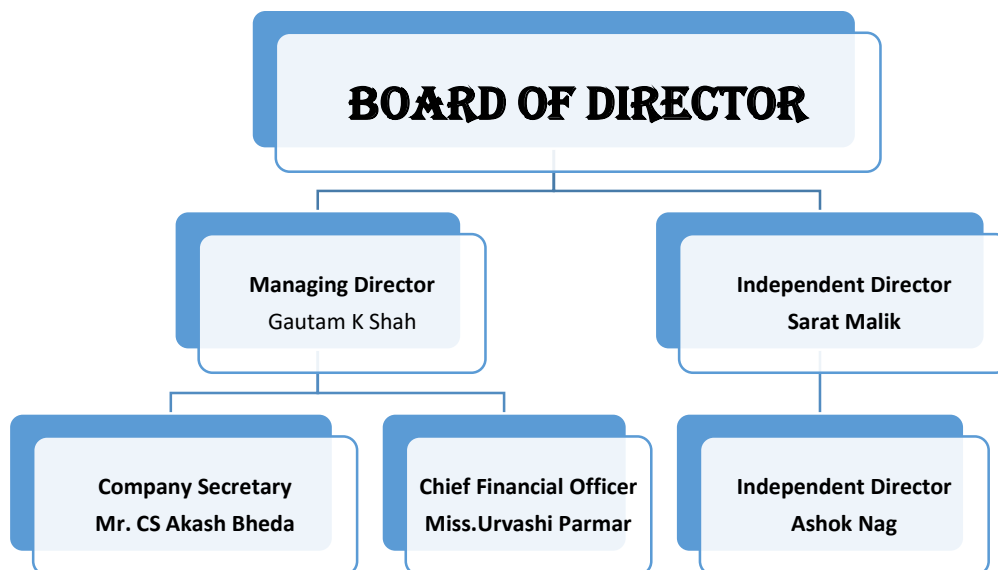 BOARD OF DIRECTOR
Managing Director
Gautam K Shah
Independent Director
Sarat Malik
Company Secretary
Mr. CS Akash Bheda
Chief Financial Officer
Miss.Urvashi Parmar
Independent Director
Ashok Nag